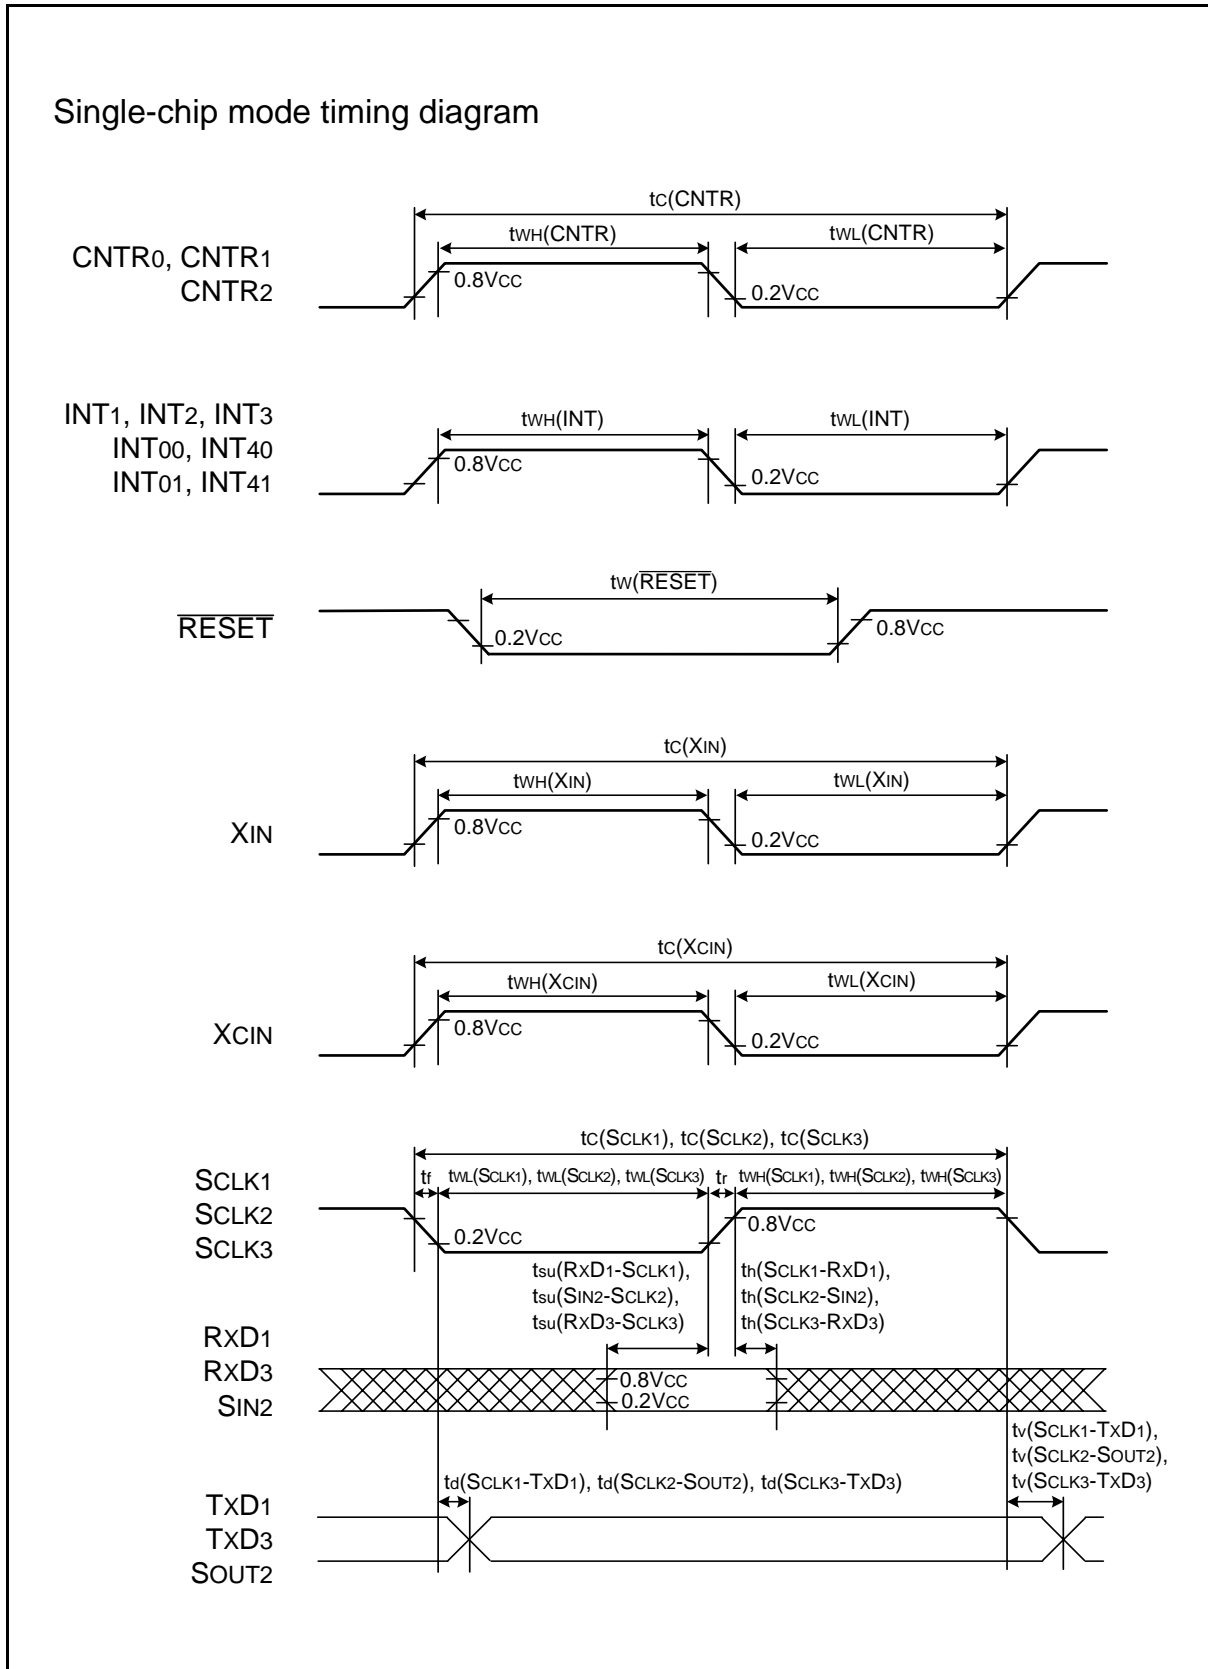 Single-chip mode timing diagram
tC(CNTR)
tWH(CNTR) tWL(CNTR)
CNTR0, CNTR1
CNTR2
0.8VCC
0.2VCC
INT1, INT2, INT3
INT00, INT40
INT01, INT41
tWH(INT) tWL(INT)
0.8VCC
0.2VCC
tW(RESET)
RESET
0.2VCC
0.8VCC
tC(XIN)
tWH(XIN) tWL(XIN)
XIN
0.8VCC
0.2VCC
tC(XCIN)
tWH(XCIN) tWL(XCIN)
XCIN
0.8VCC
0.2VCC
tC(SCLK1), tC(SCLK2), tC(SCLK3)
tf tWL(SCLK1), tWL(SCLK2), tWL(SCLK3) tr tWH(SCLK1), tWH(SCLK2), tWH(SCLK3)
SCLK1
SCLK2
SCLK3
0.2VCC
0.8VCC
tsu(RXD1-SCLK1),
tsu(SIN2-SCLK2),
tsu(RXD3-SCLK3)
th(SCLK1-RXD1),
th(SCLK2-SIN2),
th(SCLK3-RXD3)
RXD1
RXD3
SIN2
0.8VCC
0.2VCC
td(SCLK1-TXD1), td(SCLK2-SOUT2), td(SCLK3-TXD3)
tv(SCLK1-TXD1),
tv(SCLK2-SOUT2),
tv(SCLK3-TXD3)
TXD1
TXD3
SOUT2